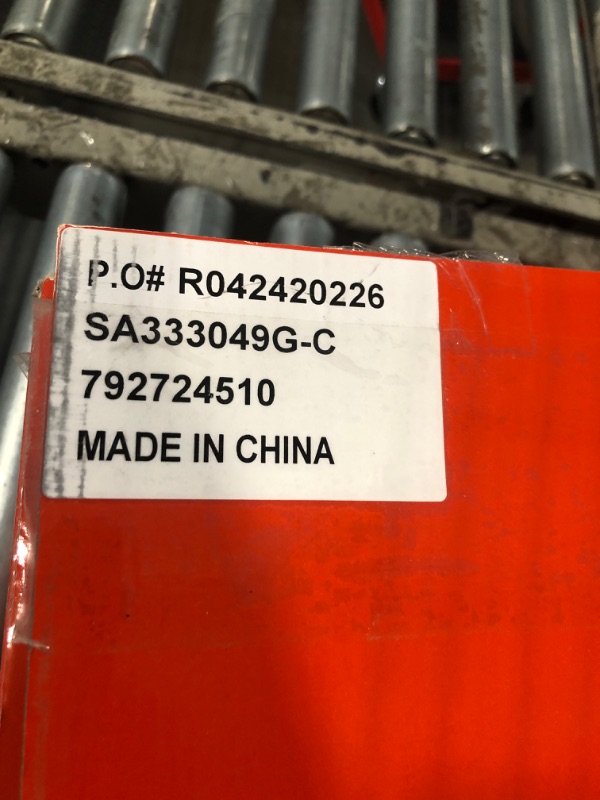 P.O# R042420226
SA333049G-C
792724510
MADE IN CHINA